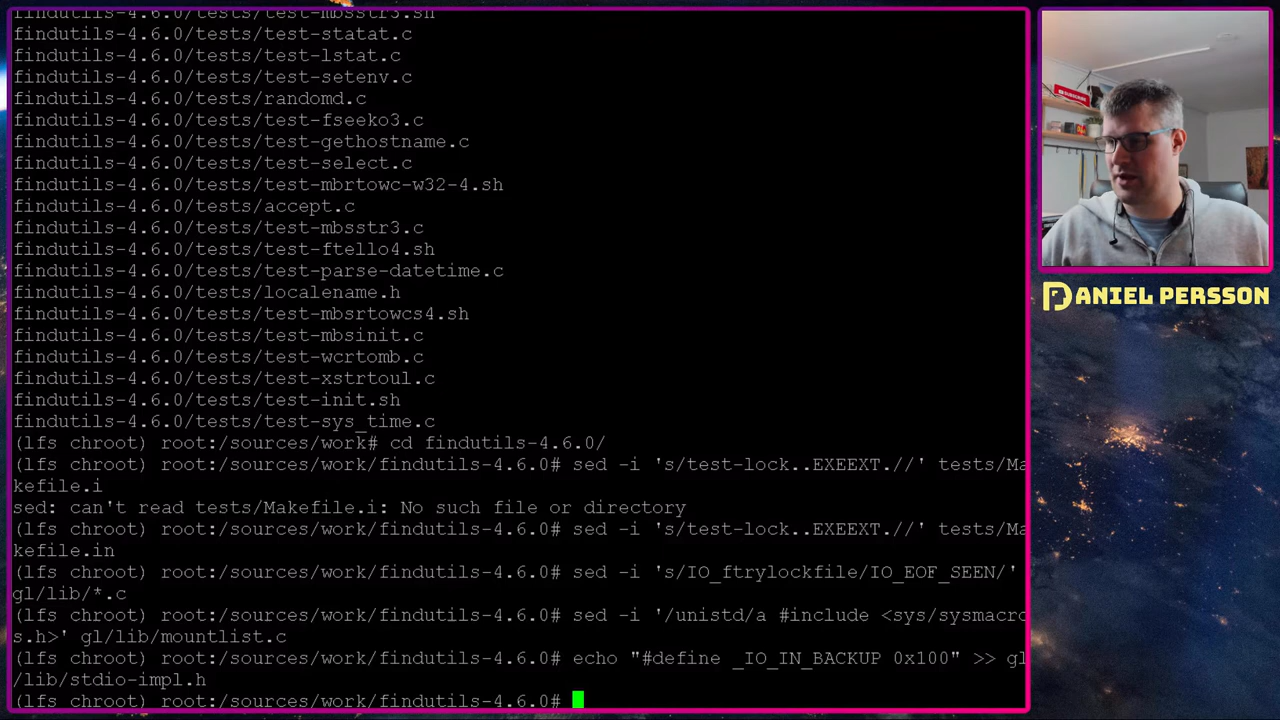 findutils-4.6.0/tests/test-mbsstr3.sh
findutils-4.6.0/tests/test-statat.c
findutils-4.6.0/tests/test-lstat.c
findutils-4.6.0/tests/test-setenv.c
findutils-4.6.0/tests/randomd.c
findutils-4.6.0/tests/test-fseeko3.c
findutils-4.6.0/tests/test-gethostname.c
findutils-4.6.0/tests/test-select.c
findutils-4.6.0/tests/test-mbrtowc-w32-4.sh
findutils-4.6.0/tests/accept.c
findutils-4.6.0/tests/test-mbsstr3.c
findutils-4.6.0/tests/test-ftello4.sh
findutils-4.6.0/tests/test-parse-datetime.c
findutils-4.6.0/tests/localename.h
findutils-4.6.0/tests/test-mbsrtowcs4.sh
findutils-4.6.0/tests/test-mbsinit.c
findutils-4.6.0/tests/test-wcrtomb.c
findutils-4.6.0/tests/test-xstrtoul.c
findutils-4.6.0/tests/test-init.sh
findutils-4.6.0/tests/test-sys_time.c
(lfs chroot) root:/sources/work# cd findutils-4.6.0/
(lfs chroot) root:/sources/work/findutils-4.6.0# sed -i 's/test-lock..EXEEXT.//' tests/Ma
kefile.i
sed: can't read tests/Makefile.i: No such file or directory
(lfs chroot) root:/sources/work/findutils-4.6.0# sed -i 's/test-lock..EXEEXT.//' tests/Ma
kefile.in
(lfs chroot) root:/sources/work/findutils-4.6.0# sed -i 's/IO_ftrylockfile/IO_EOF_SEEN/'
gl/lib/*.c
(lfs chroot) root:/sources/work/findutils-4.6.0# sed -i '/unistd/a #include <sys/sysmacro
s.h>' gl/lib/mountlist.c
(lfs chroot) root:/sources/work/findutils-4.6.0# echo "#define _IO_IN_BACKUP 0x100" >> gl
/lib/stdio-impl.h
(lfs chroot) root:/sources/work/findutils-4.6.0#
SUBSCRIBE
DANIEL PERSSON